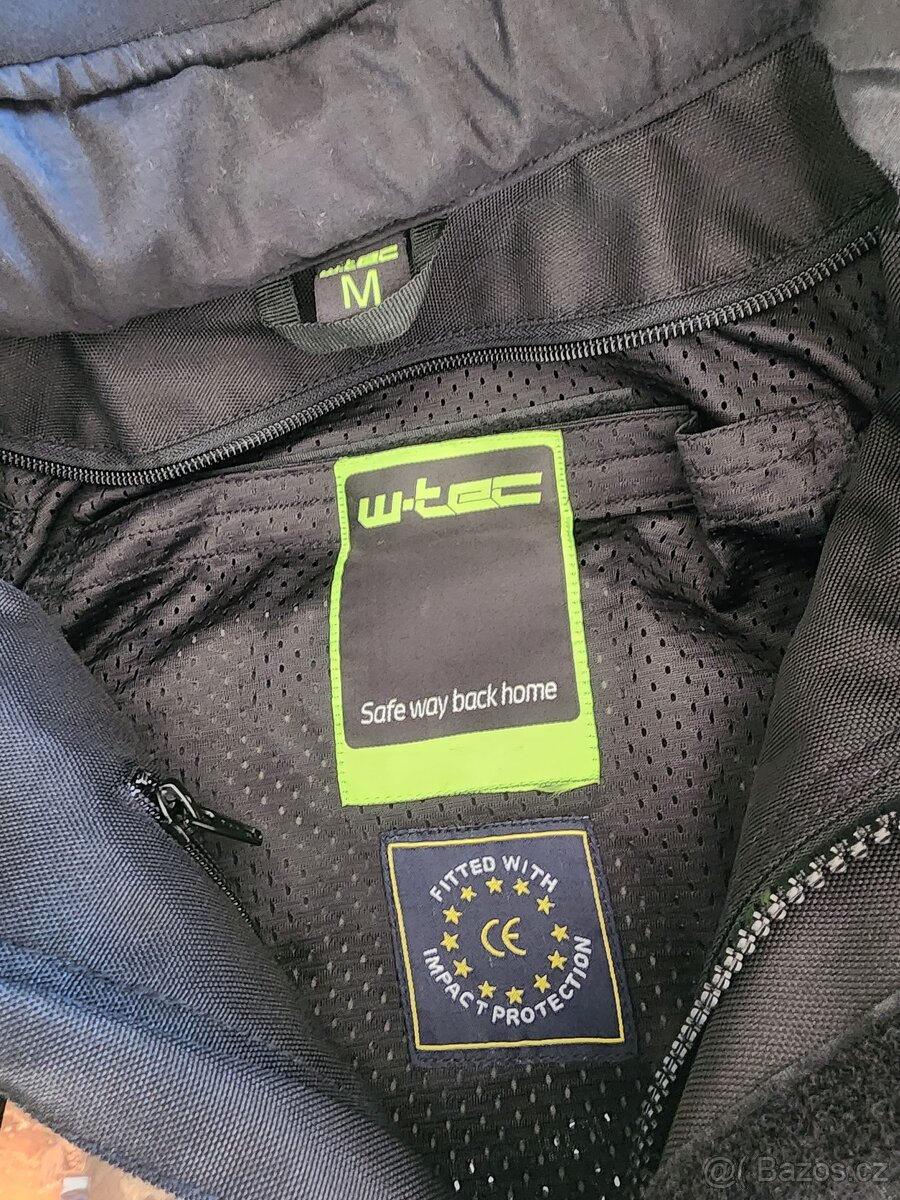 w-tec
M
w-tec
Safe way back home
FITTED WITH
CE
IMPACT PROTECTION
@( Bazos.cz